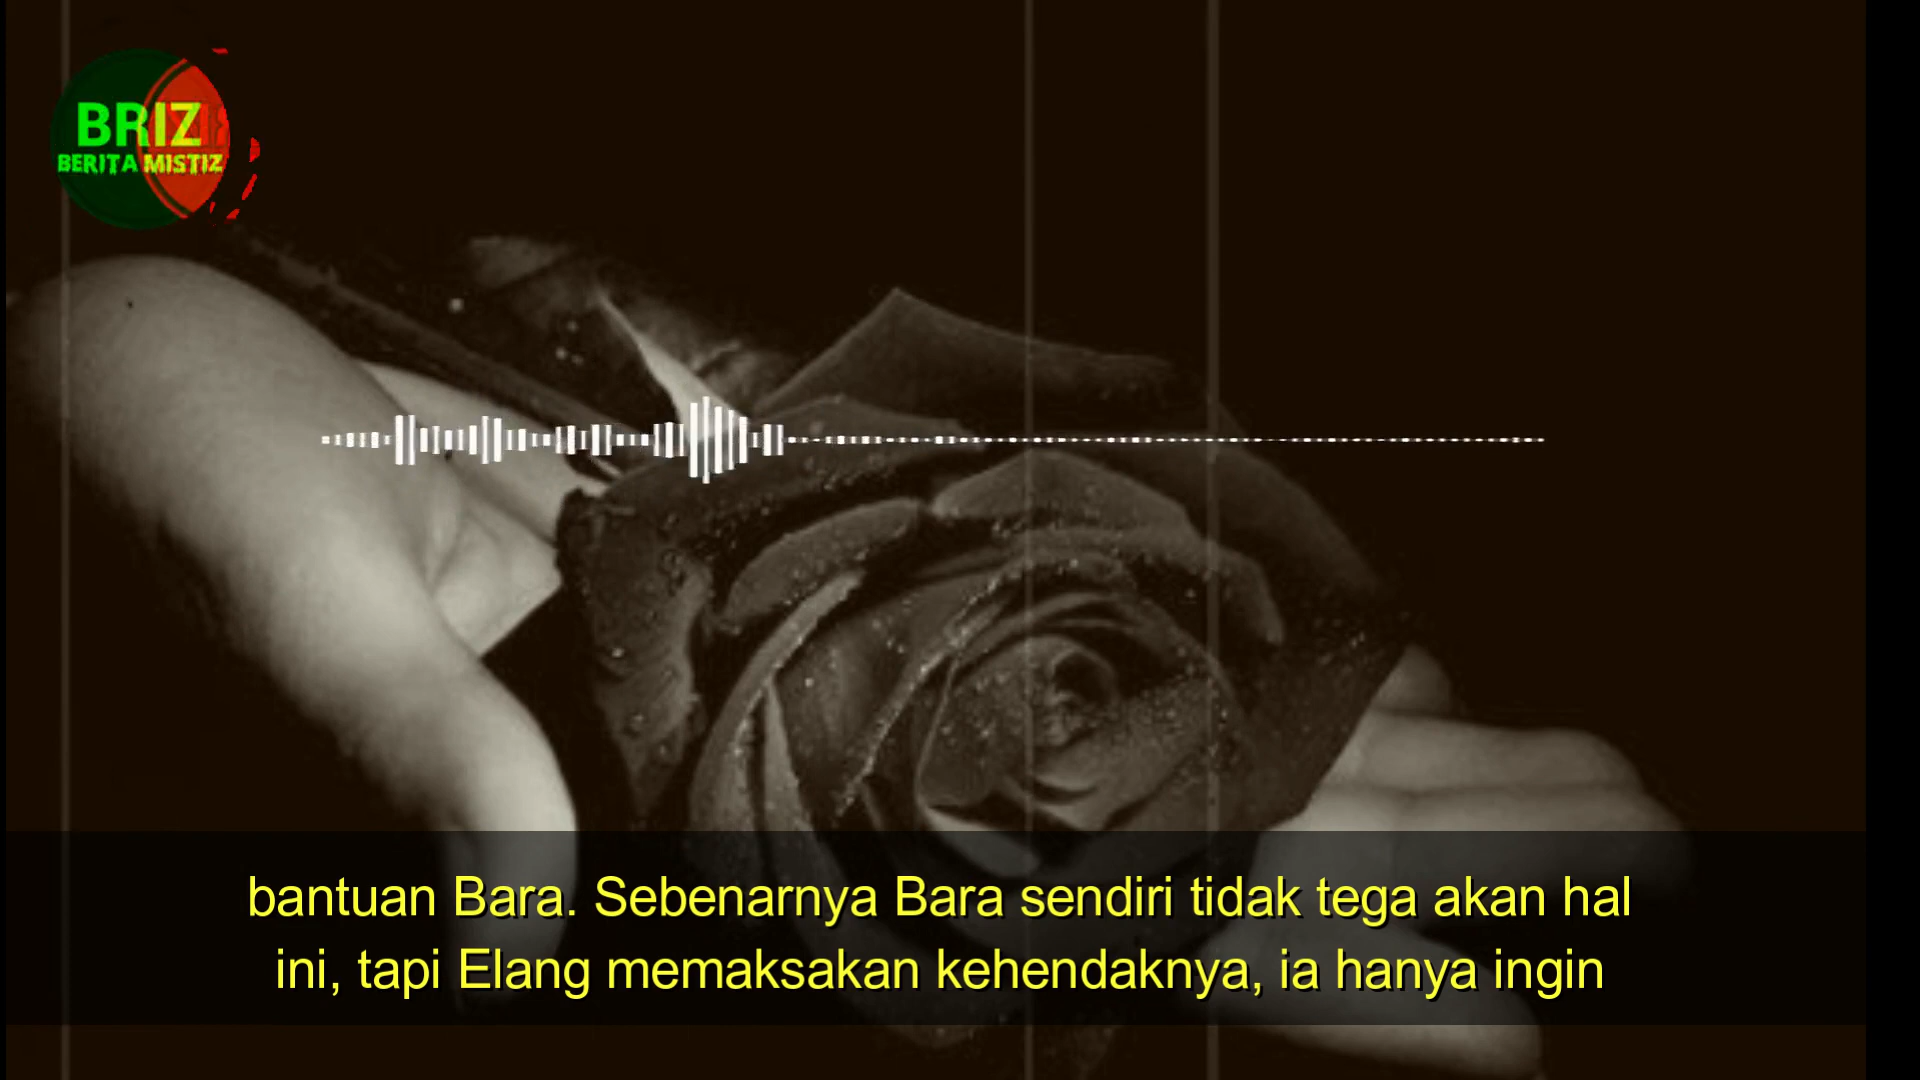 BRIZ
BERITA MISTIZ
bantuan Bara. Sebenarnya Bara sendiri tidak tega akan hal
ini, tapi Elang memaksakan kehendaknya, ia hanya ingin